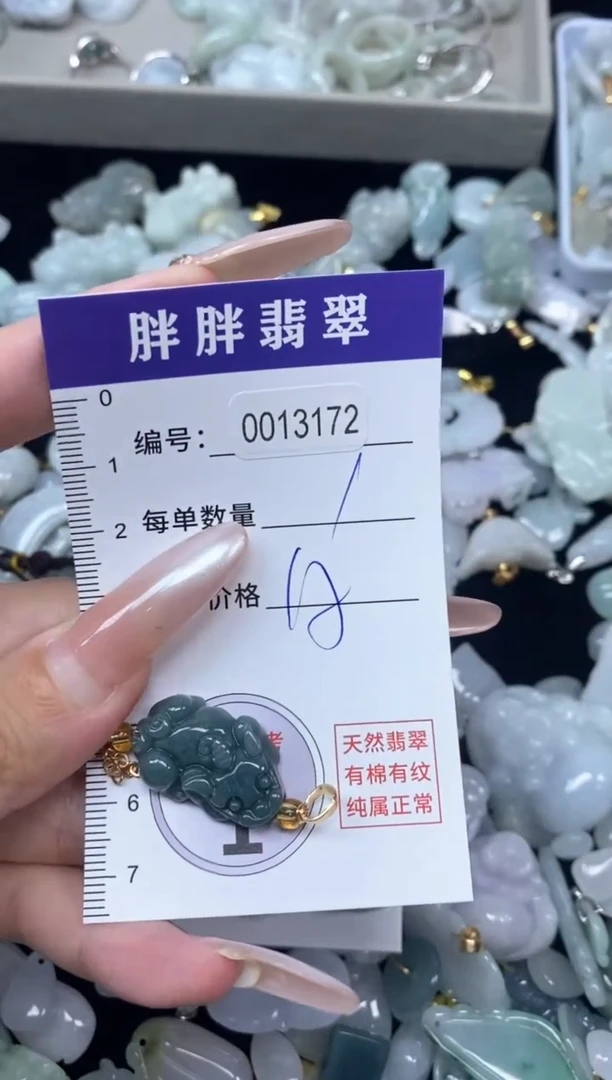 胖胖翡翠
0
编号： 0013172
1
2 每单数量 /
价格
天然翡翠
有棉有纹
纯属正常
6
7